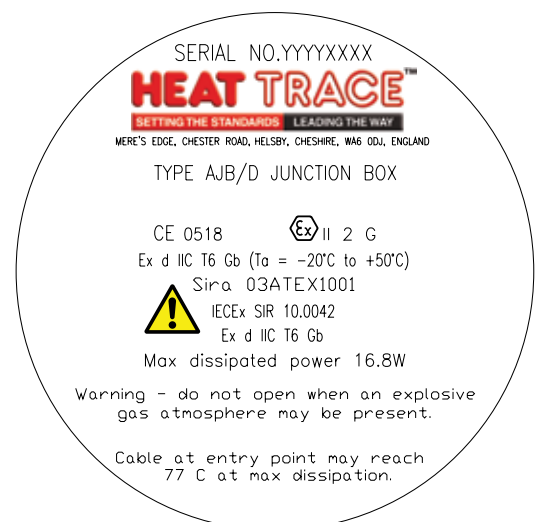 SERIAL NO.YYYYXXXX
HEAT TRACE™
SETTING THE STANDARDS LEADING THE WAY
MERE'S EDGE, CHESTER ROAD, HELSBY, CHESHIRE, WA6 0DJ, ENGLAND
TYPE AJB/D JUNCTION BOX
CE 0518 Ex II 2 G
Ex d IIC T6 Gb (Ta = -20°C to +50°C)
Sira 03ATEX1001
IECEx SIR 10.0042
Ex d IIC T6 Gb
Max dissipated power 16.8W
Warning - do not open when an explosive
gas atmosphere may be present.
Cable at entry point may reach
77 C at max dissipation.